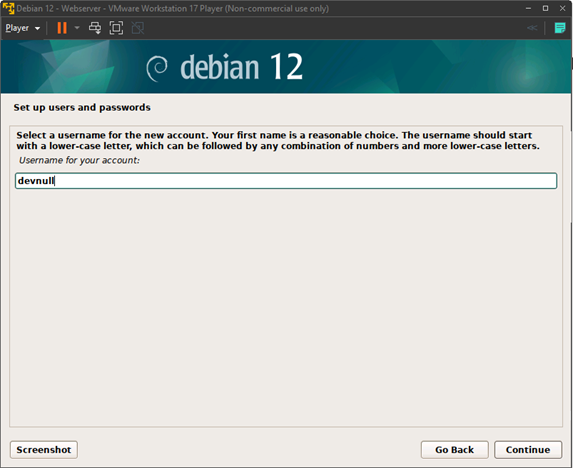 Debian 12 - Webserver - VMware Workstation 17 Player (Non-commercial use only)
Player
debian 12
Set up users and passwords
Select a username for the new account. Your first name is a reasonable choice. The username should start
with a lower-case letter, which can be followed by any combination of numbers and more lower-case letters.
Username for your account:
devnull
Screenshot
Go Back
Continue